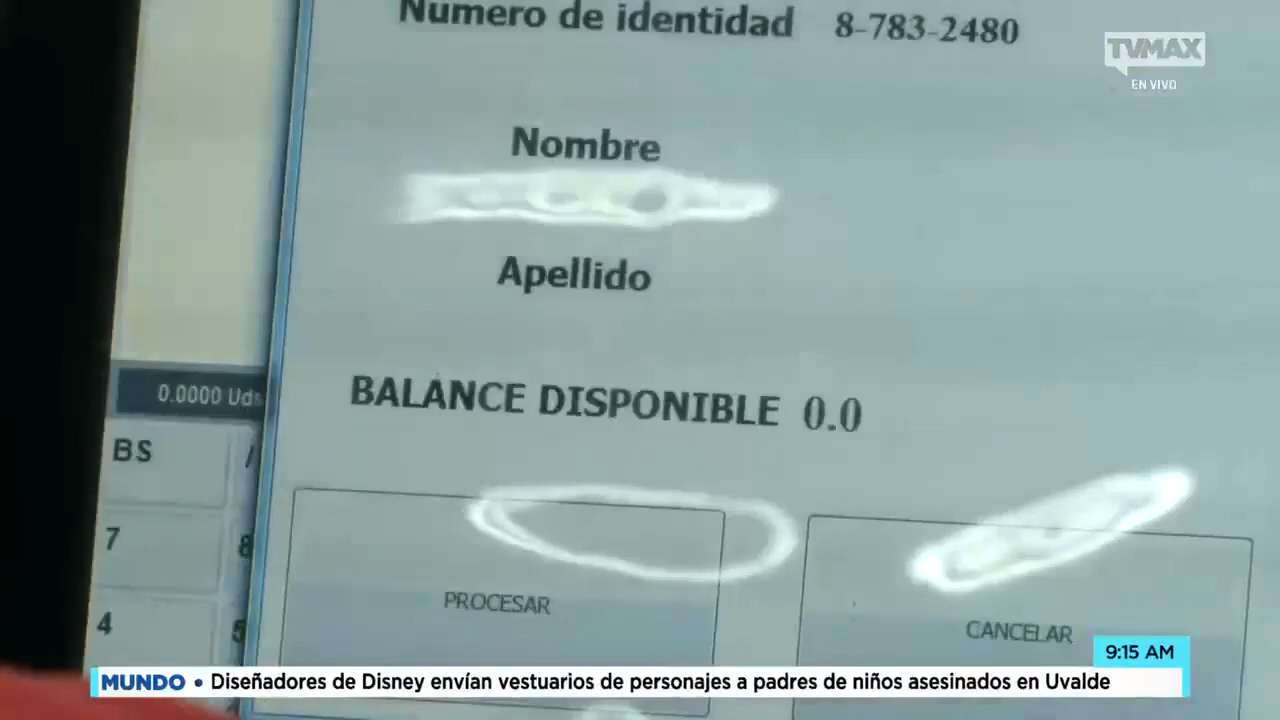 Numero de identidad 8-783-2480
TVMAX
EN VIVO
Nombre
Apellido
0.0000 Uds
BALANCE DISPONIBLE 0.0
BS /
7 8
PROCESAR
4 5
CANCELAR
9:15 AM
MUNDO • Diseñadores de Disney envían vestuarios de personajes a padres de niños asesinados en Uvalde